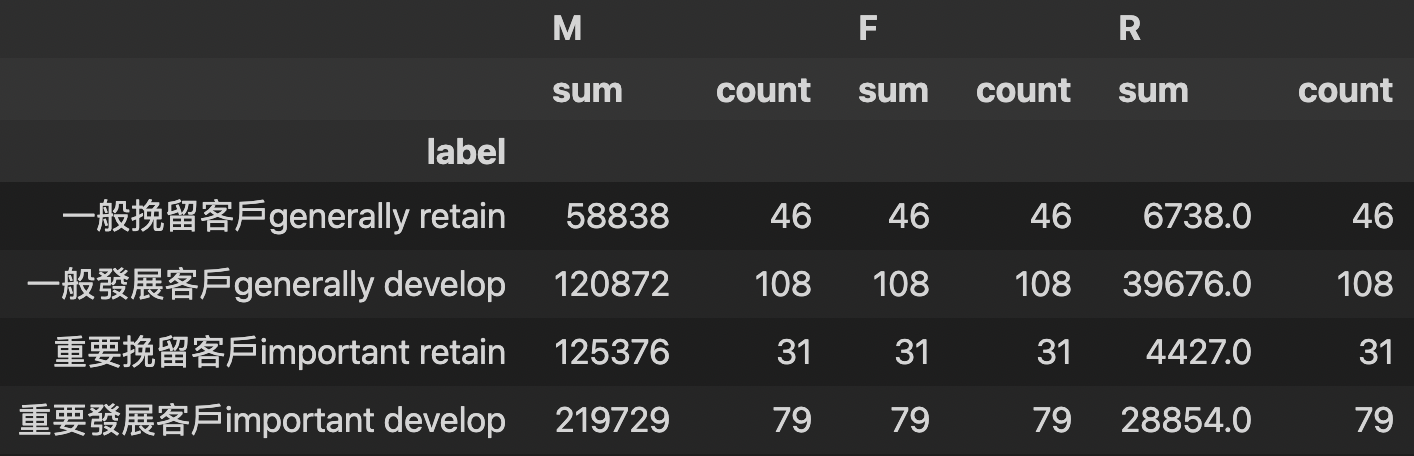 M F R
sum count sum count sum count
label
一般挽留客戶generally retain 58838 46 46 46 6738.0 46
一般發展客戶generally develop 120872 108 108 108 39676.0 108
重要挽留客戶important retain 125376 31 31 31 4427.0 31
重要發展客戶important develop 219729 79 79 79 28854.0 79